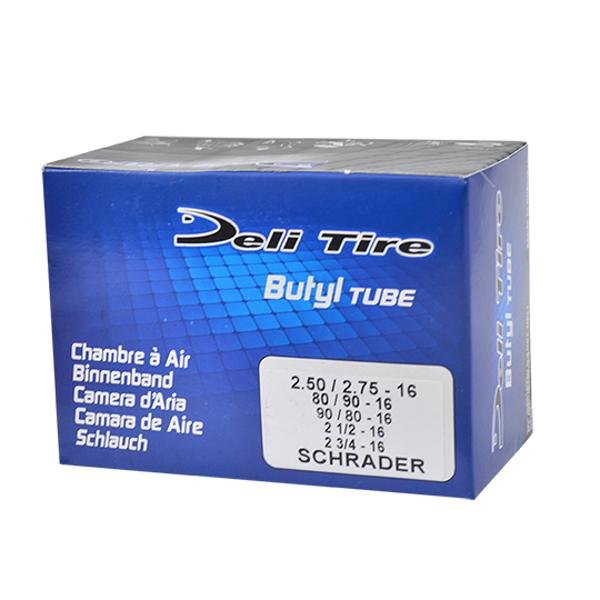 Deli Tire
Butyl TUBE
Chambre à Air
Binnenband
Camera d'Aria
Camara de Aire
Schlauch
2.50 / 2.75 - 16
80 / 90 - 16
90 / 80 - 16
2 1/2 - 16
2 3/4 - 16
SCHRADER
Deli Tire
Butyl TUBE